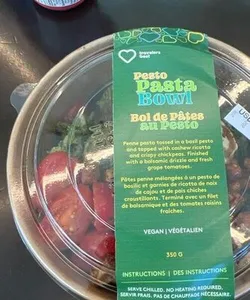 travelers
feast
Pesto
Pasta
Bowl
Bol de Pâtes
au Pesto
Penne pasta tossed in a basil pesto
and topped with cashew ricotta
and crispy chickpeas. Finished
with a balsamic drizzle and fresh
grape tomatoes.
Pâtes penne mélangées à un pesto de
basilic et garnies de ricotta de noix
de cajou et de pois chiches
croustillants. Terminé avec un filet
de balsamique et des tomates raisins
fraîches.
VEGAN | VÉGÉTALIEN
350 G
INSTRUCTIONS | DES INSTRUCTIONS
SERVE CHILLED. NO HEATING REQUIRED.
SERVIR FRAIS. PAS DE CHAUFFAGE NÉCESSAIRE.